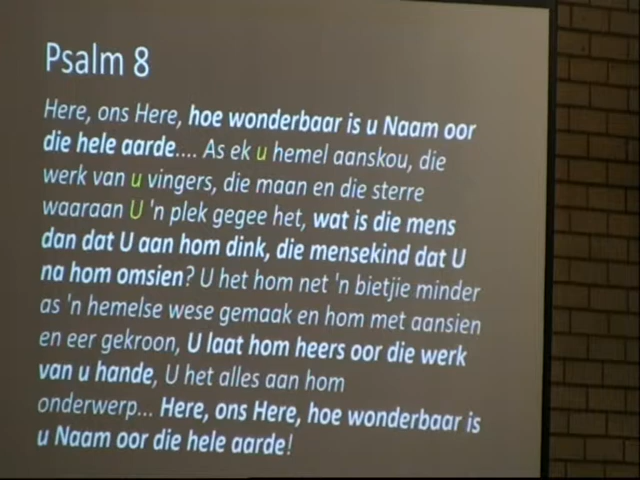 Psalm 8
Here, ons Here, hoe wonderbaar is u Naam oor
die hele aarde.... As ek u hemel aanskou, die
werk van u vingers, die maan en die sterre
waaraan U 'n plek gegee het, wat is die mens
dan dat U aan hom dink, die mensekind dat U
na hom omsien? U het hom net 'n bietjie minder
as 'n hemelse wese gemaak en hom met aansien
en eer gekroon, U laat hom heers oor die werk
van u hande, U het alles aan hom
onderwerp... Here, ons Here, hoe wonderbaar is
u Naam oor die hele aarde!